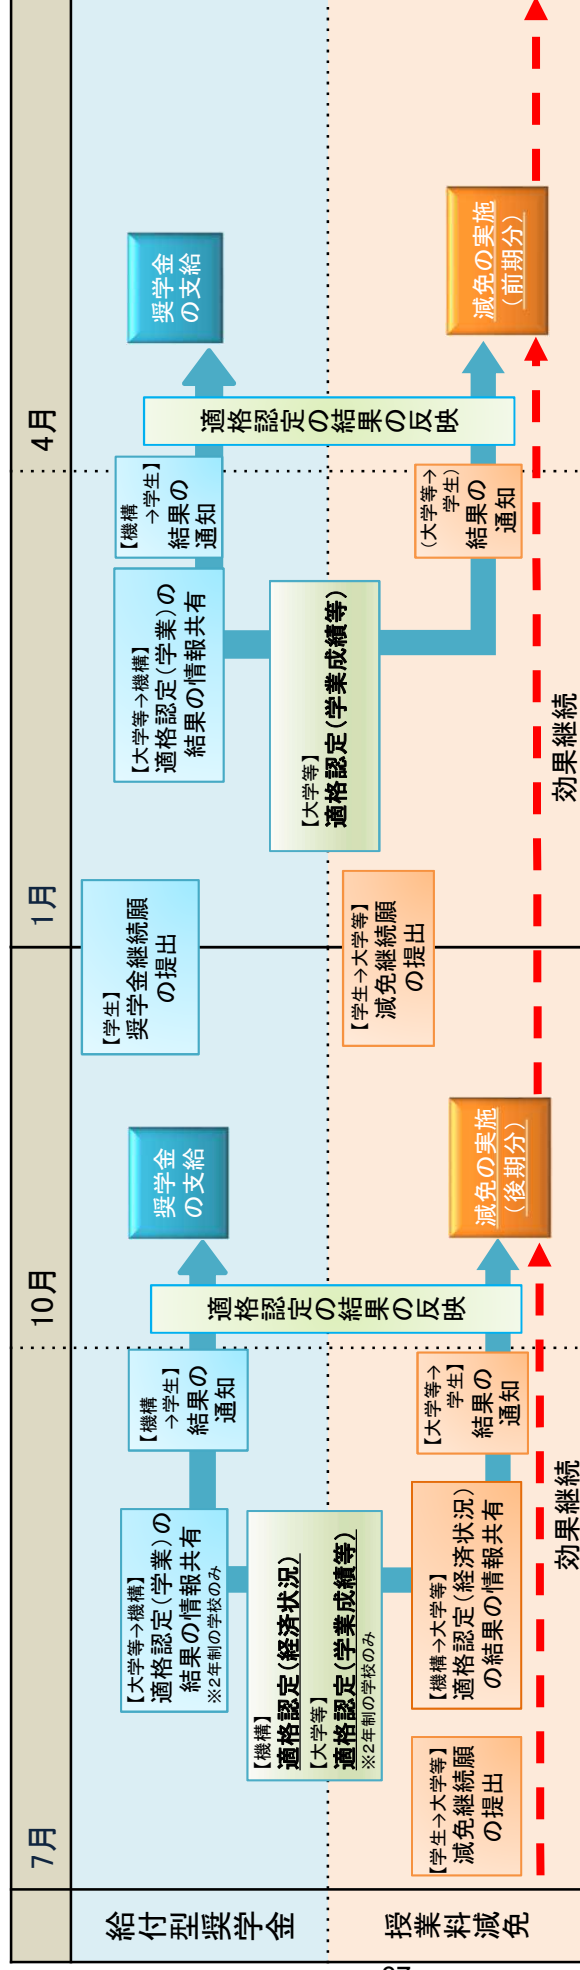 7月
10月
1月
4月
給付型奨学金
【大学等→機構】
適格認定(学業)の
結果の情報共有
※2年制の学校のみ
【機構
→学生】
結果の
通知
奨学金
の支給
【学生】
奨学金継続願
の提出
【大学等→機構】
適格認定(学業)の
結果の情報共有
【機構
→学生】
結果の
通知
奨学金
の支給
【機構】
適格認定(経済状況)
【大学等】
適格認定(学業成績等)
※2年制の学校のみ
適格認定の結果の反映
【大学等】
適格認定(学業成績等)
適格認定の結果の反映
授業料減免
【学生→大学等】
減免継続願
の提出
【機構→大学等】
適格認定(経済状況)
の結果の情報共有
【大学等→
学生】
結果の
通知
減免の実施
(後期分)
【学生→大学等】
減免継続願
の提出
(大学等→
学生)
結果の
通知
減免の実施
(前期分)
効果継続
効果継続